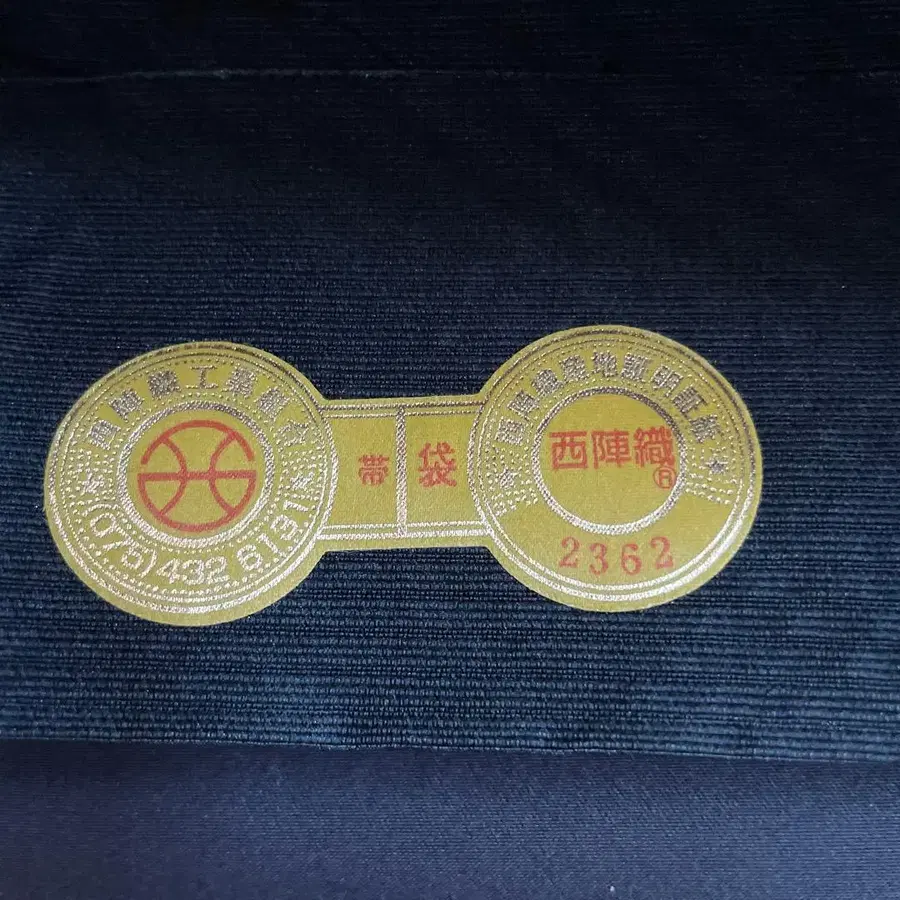 西陣織工業組合
(075)432 6131
帯 袋
西陣織産地証明証紙
西陣織®
2362